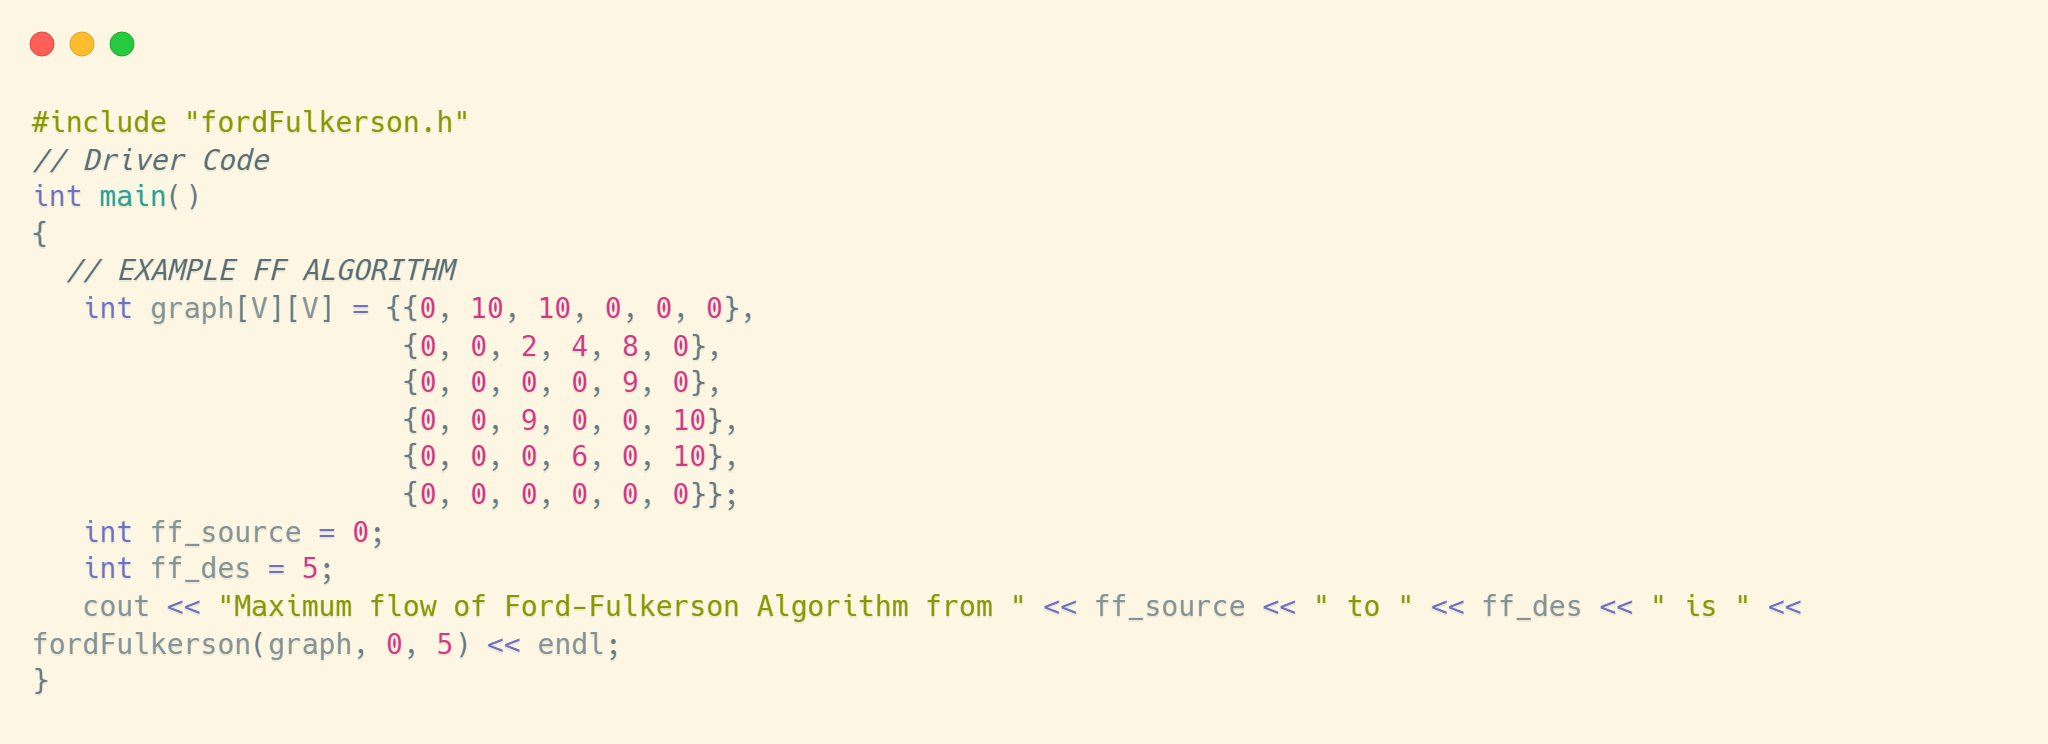 #include "fordFulkerson.h"
// Driver Code
int main()
{
  // EXAMPLE FF ALGORITHM
   int graph[V][V] = {{0, 10, 10, 0, 0, 0},
                      {0, 0, 2, 4, 8, 0},
                      {0, 0, 0, 0, 9, 0},
                      {0, 0, 9, 0, 0, 10},
                      {0, 0, 0, 6, 0, 10},
                      {0, 0, 0, 0, 0, 0}};
   int ff_source = 0;
   int ff_des = 5;
   cout << "Maximum flow of Ford-Fulkerson Algorithm from " << ff_source << " to " << ff_des << " is " <<
fordFulkerson(graph, 0, 5) << endl;
}